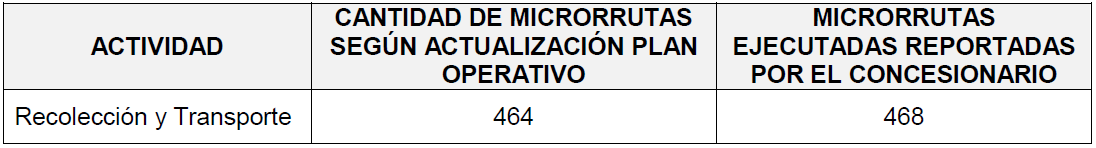 ACTIVIDAD
CANTIDAD DE MICRORRUTAS
SEGÚN ACTUALIZACIÓN PLAN
OPERATIVO
MICRORRUTAS
EJECUTADAS REPORTADAS
POR EL CONCESIONARIO
Recolección y Transporte
464
468